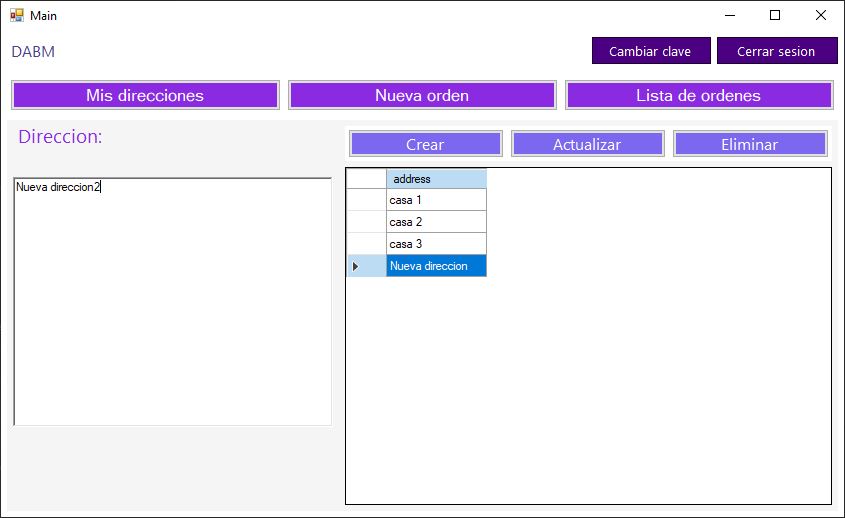 Main
DABM
Cambiar clave
Cerrar sesion
Mis direcciones
Nueva orden
Lista de ordenes
Direccion:
Crear
Actualizar
Eliminar
Nueva direccion2
address
casa 1
casa 2
casa 3
Nueva direccion